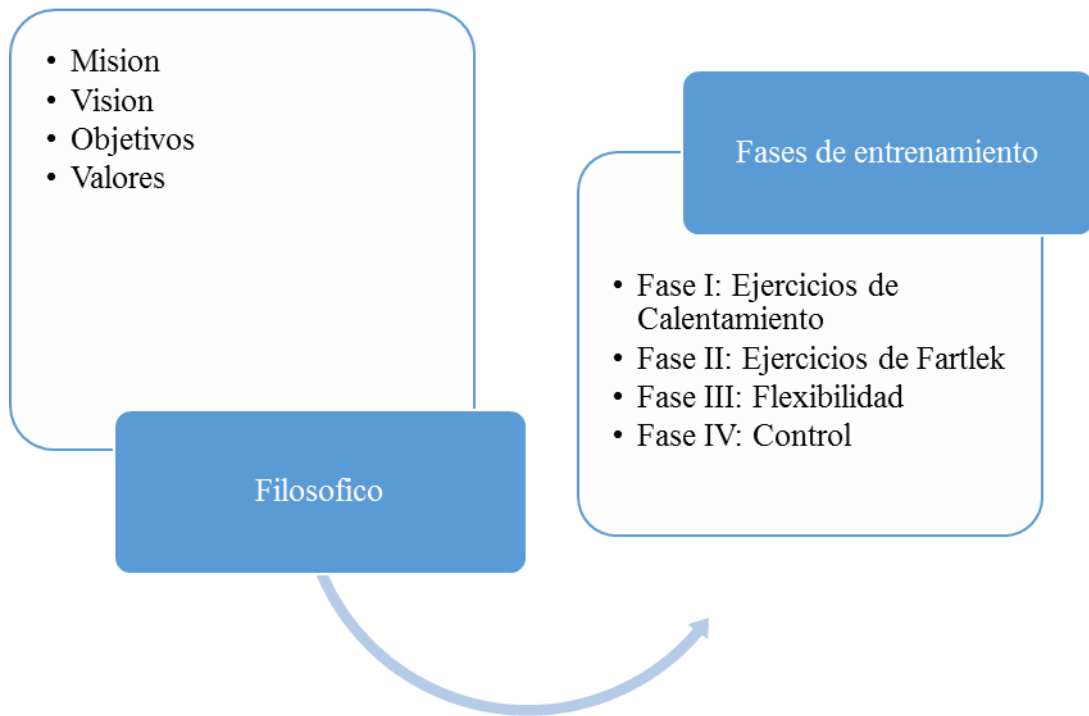 • Mision
• Vision
• Objetivos
• Valores
Filosofico
Fases de entrenamiento
• Fase I: Ejercicios de
Calentamiento
• Fase II: Ejercicios de Fartlek
• Fase III: Flexibilidad
• Fase IV: Control